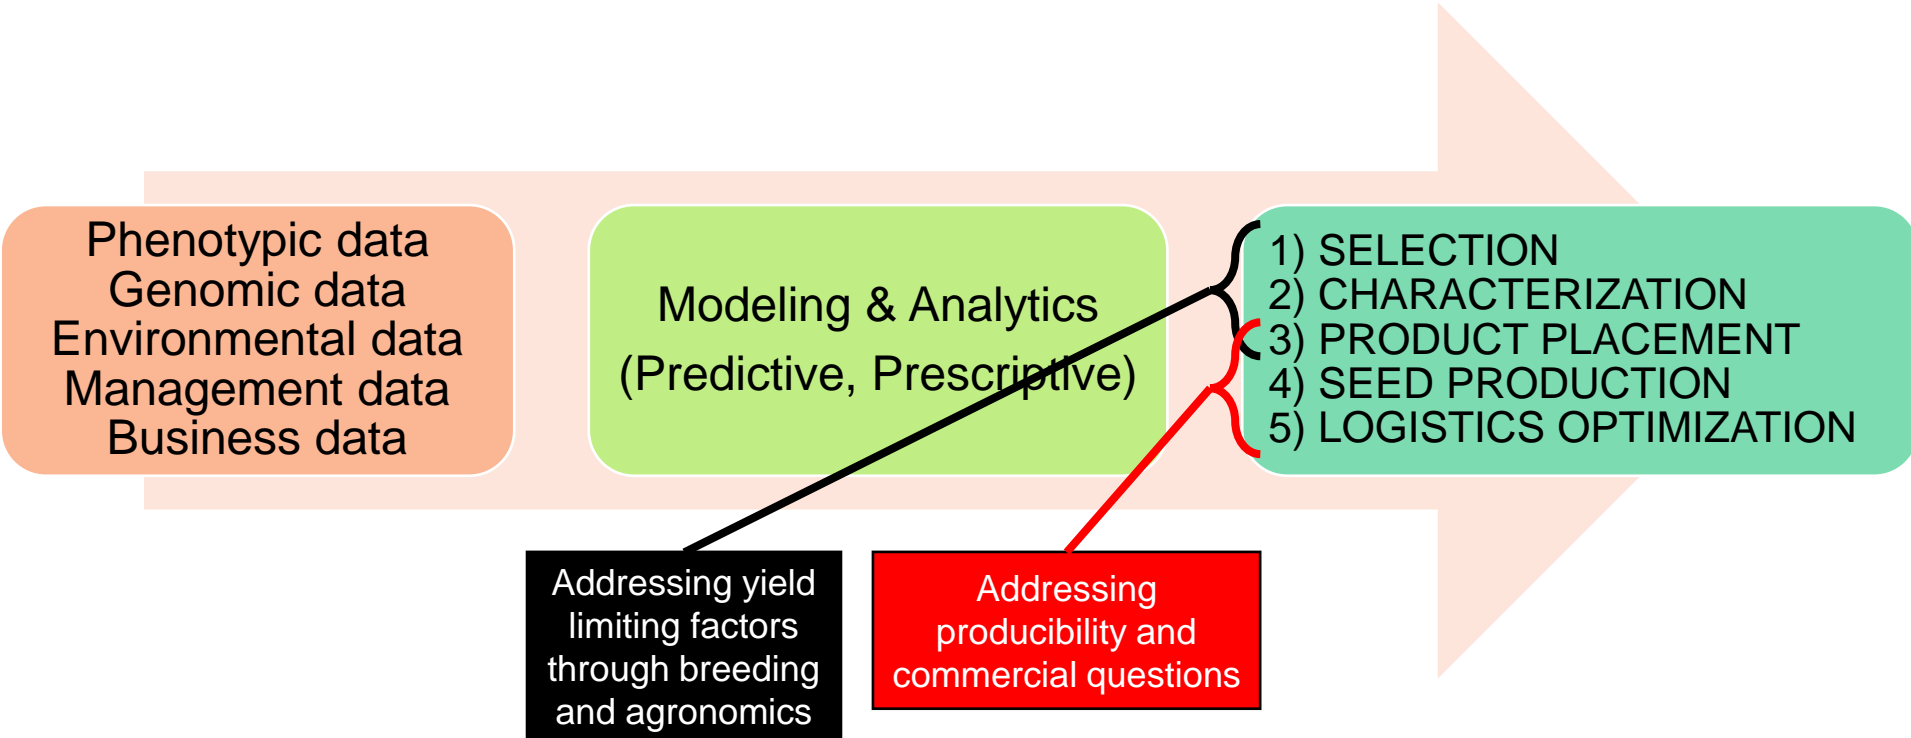 Phenotypic data
Genomic data
Environmental data
Management data
Business data
Modeling & Analytics
(Predictive, Prescriptive)
1) SELECTION
2) CHARACTERIZATION
3) PRODUCT PLACEMENT
4) SEED PRODUCTION
5) LOGISTICS OPTIMIZATION
Addressing yield
limiting factors
through breeding
and agronomics
Addressing
producibility and
commercial questions